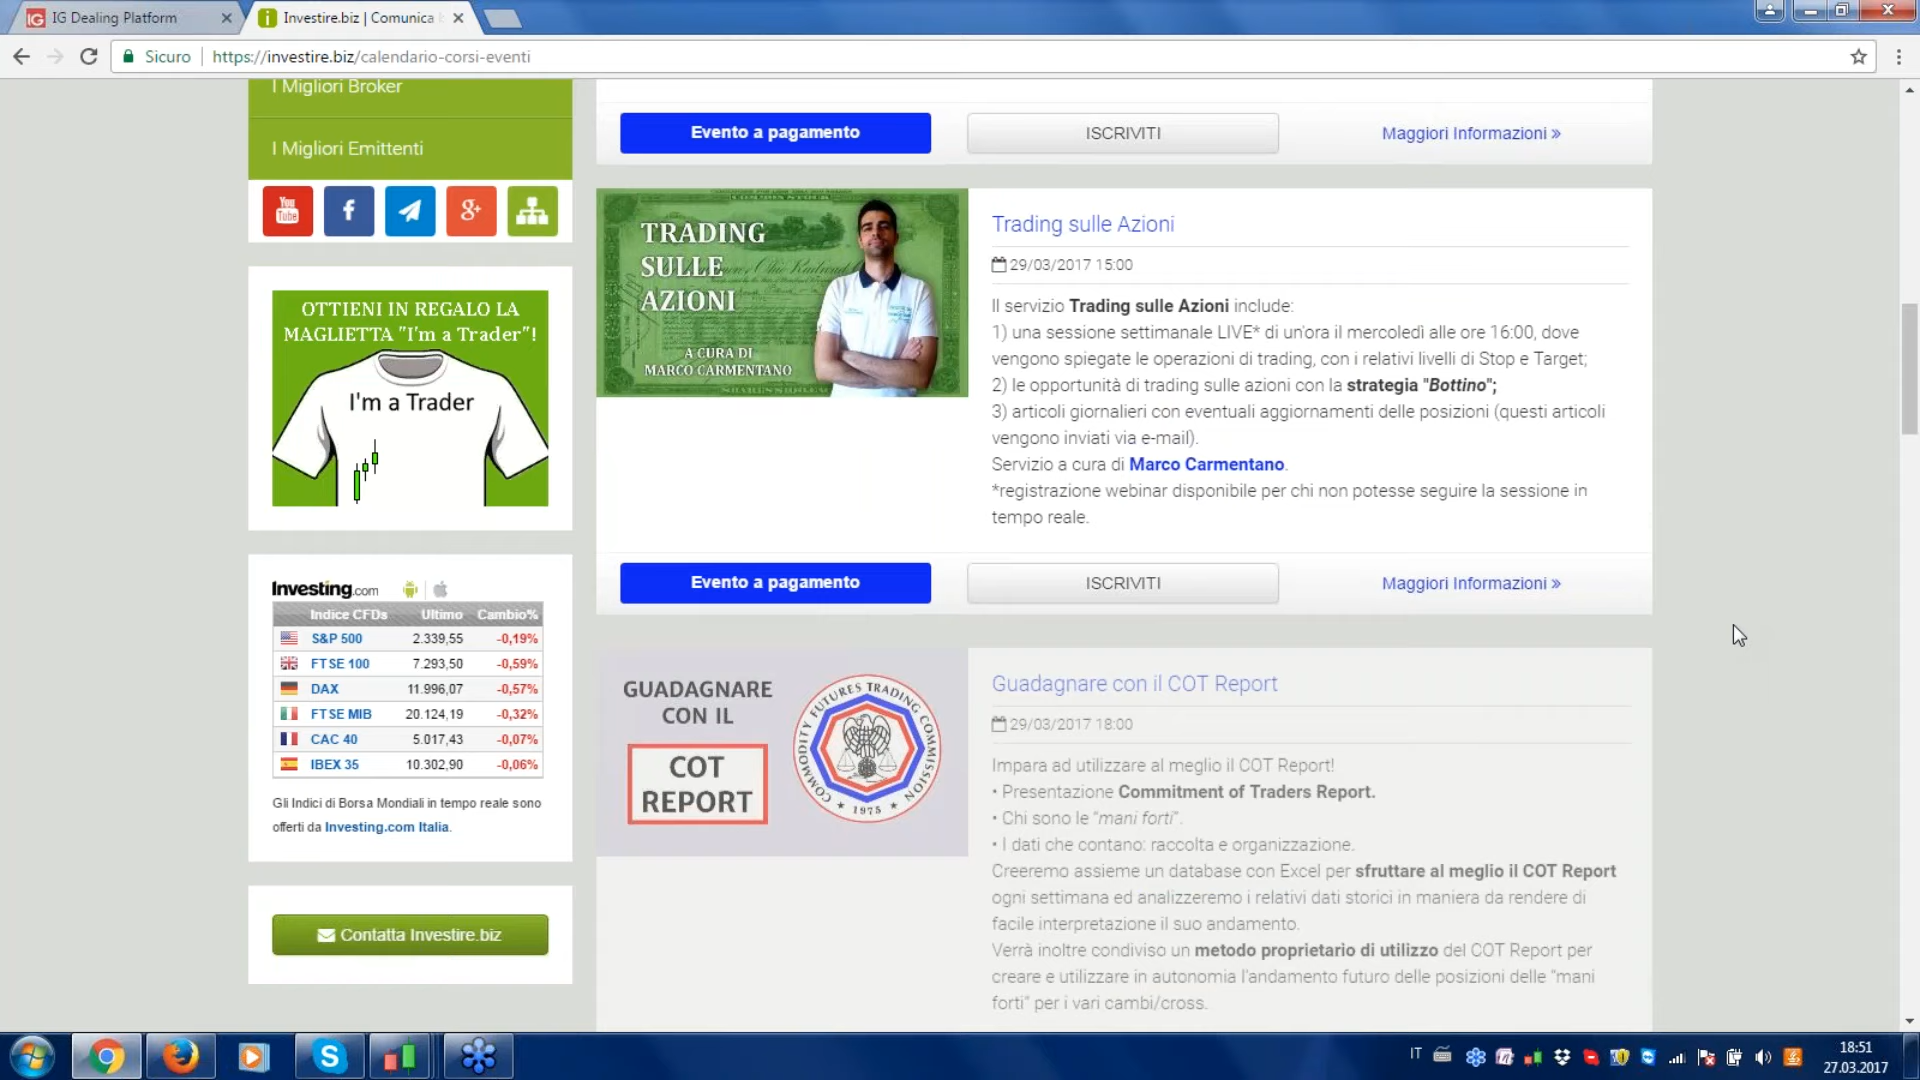 IG Dealing Platform
Investire.biz | Comunica
Sicuro
https://investire.biz/calendario-corsi-eventi
I Migliori Broker
I Migliori Emittenti
You
Tube
f
g+
OTTIENI IN REGALO LA
MAGLIETTA "I'm a Trader"!
I'm a Trader
Investing.com
Indice CFDs Ultimo Cambio%
S&P 500 2.339,55 -0,19%
FTSE 100 7.293,50 -0,59%
DAX 11.996,07 -0,57%
FTSE MIB 20.124,19 -0,32%
CAC 40 5.017,43 -0,07%
IBEX 35 10.302,90 -0,06%
Gli Indici di Borsa Mondiali in tempo reale sono
offerti da Investing.com Italia.
Contatta Investire.biz
Evento a pagamento
ISCRIVITI
Maggiori Informazioni »
TRADING
SULLE
AZIONI
A CURA DI
MARCO CARMENTANO
Trading sulle Azioni
29/03/2017 15:00
Il servizio Trading sulle Azioni include:
1) una sessione settimanale LIVE* di un'ora il mercoledì alle ore 16:00, dove
vengono spiegate le operazioni di trading, con i relativi livelli di Stop e Target;
2) le opportunità di trading sulle azioni con la strategia "Bottino";
3) articoli giornalieri con eventuali aggiornamenti delle posizioni (questi articoli
vengono inviati via e-mail).
Servizio a cura di Marco Carmentano.
*registrazione webinar disponibile per chi non potesse seguire la sessione in
tempo reale.
Evento a pagamento
ISCRIVITI
Maggiori Informazioni »
GUADAGNARE
CON IL
COT
REPORT
COMMODITY FUTURES TRADING COMMISSION
★ 1975 ★
Guadagnare con il COT Report
29/03/2017 18:00
Impara ad utilizzare al meglio il COT Report!
• Presentazione Commitment of Traders Report.
• Chi sono le "mani forti".
• I dati che contano: raccolta e organizzazione.
Creeremo assieme un database con Excel per sfruttare al meglio il COT Report
ogni settimana ed analizzeremo i relativi dati storici in maniera da rendere di
facile interpretazione il suo andamento.
Verrà inoltre condiviso un metodo proprietario di utilizzo del COT Report per
creare e utilizzare in autonomia l'andamento futuro delle posizioni delle "mani
forti" per i vari cambi/cross.
IT
18:51
27.03.2017